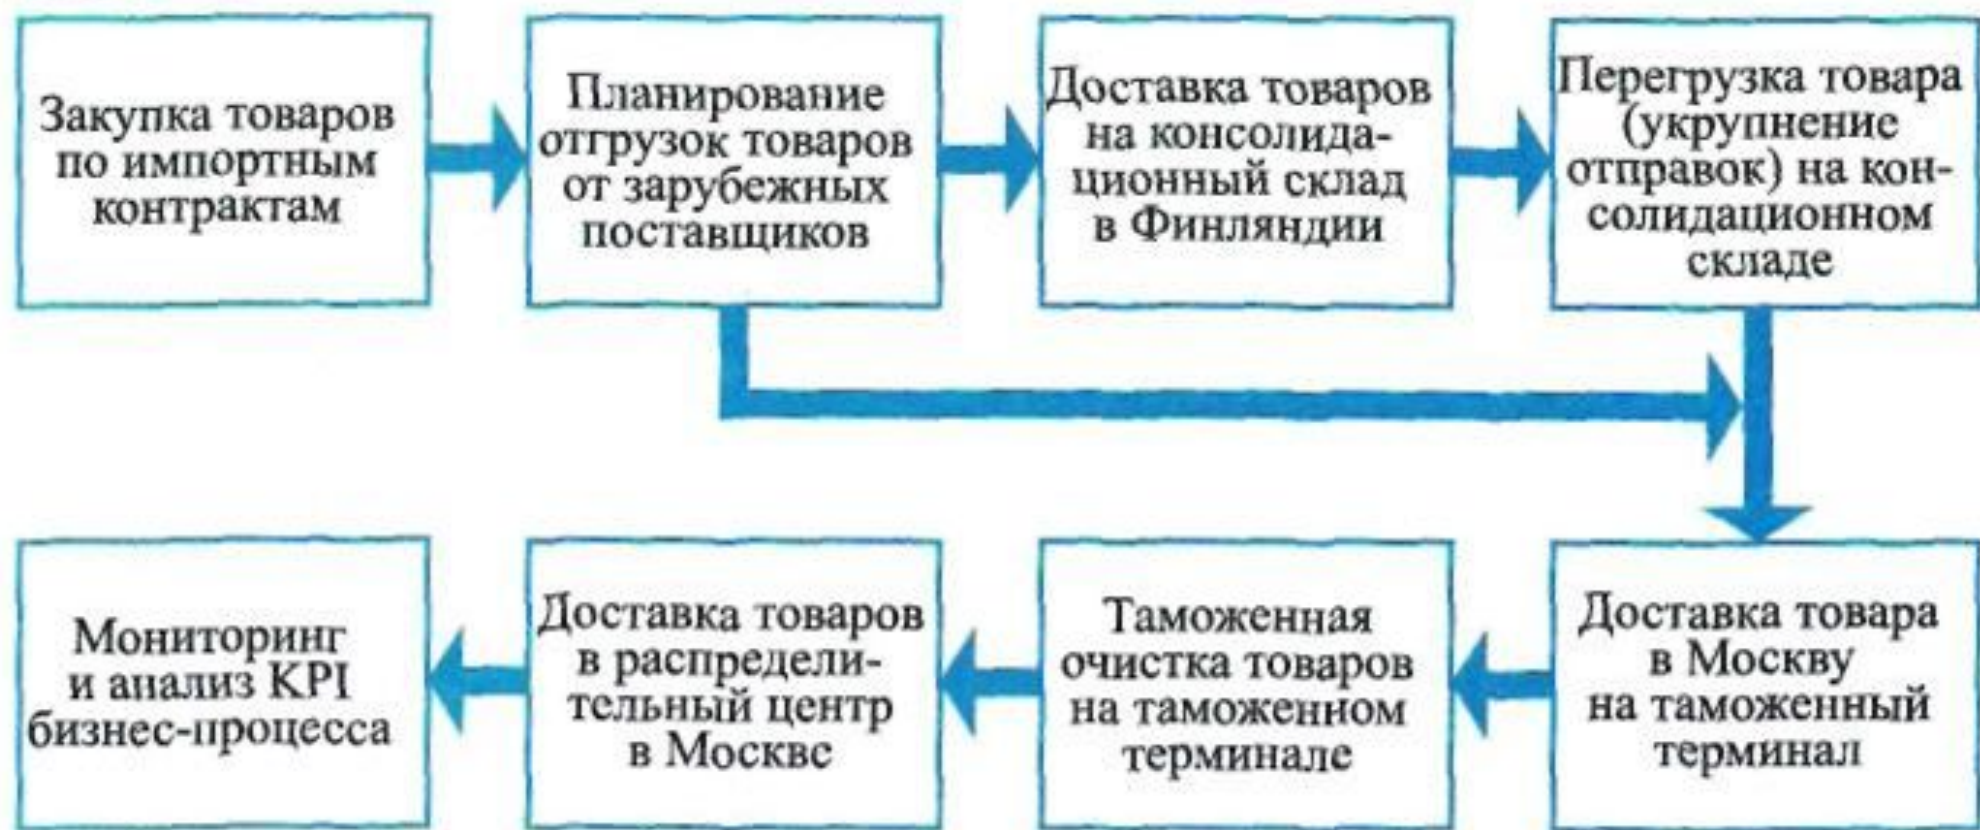 Закупка товаров
по импортным
контрактам
Планирование
отгрузок товаров
от зарубежных
поставщиков
Доставка товаров
на консолида-
ционный склад
в Финляндии
Перегрузка товара
(укрупнение
отправок) на кон-
солидационном
складе
Доставка товара
в Москву
на таможенный
терминал
Таможенная
очистка товаров
на таможенном
терминале
Доставка товаров
в распредели-
тельный центр
в Москве
Мониторинг
и анализ KPI
бизнес-процесса